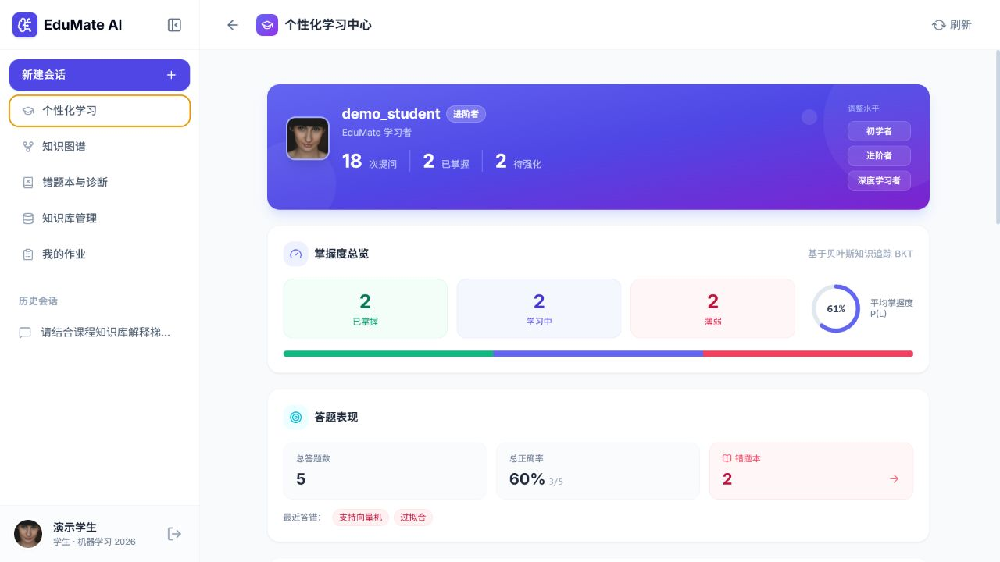 EduMate AI
新建会话
个性化学习
知识图谱
错题本与诊断
知识库管理
我的作业
历史会话
请结合课程知识库解释梯...
演示学生
学生 · 机器学习 2026
个性化学习中心
刷新
demo_student 进阶者
EduMate 学习者
18 次提问 2 已掌握 2 待强化
调整水平
初学者
进阶者
深度学习者
掌握度总览
基于贝叶斯知识追踪 BKT
2
已掌握
2
学习中
2
薄弱
61%
平均掌握度
P(L)
答题表现
总答题数
5
总正确率
60% 3/5
错题本
2
最近答错： 支持向量机 过拟合